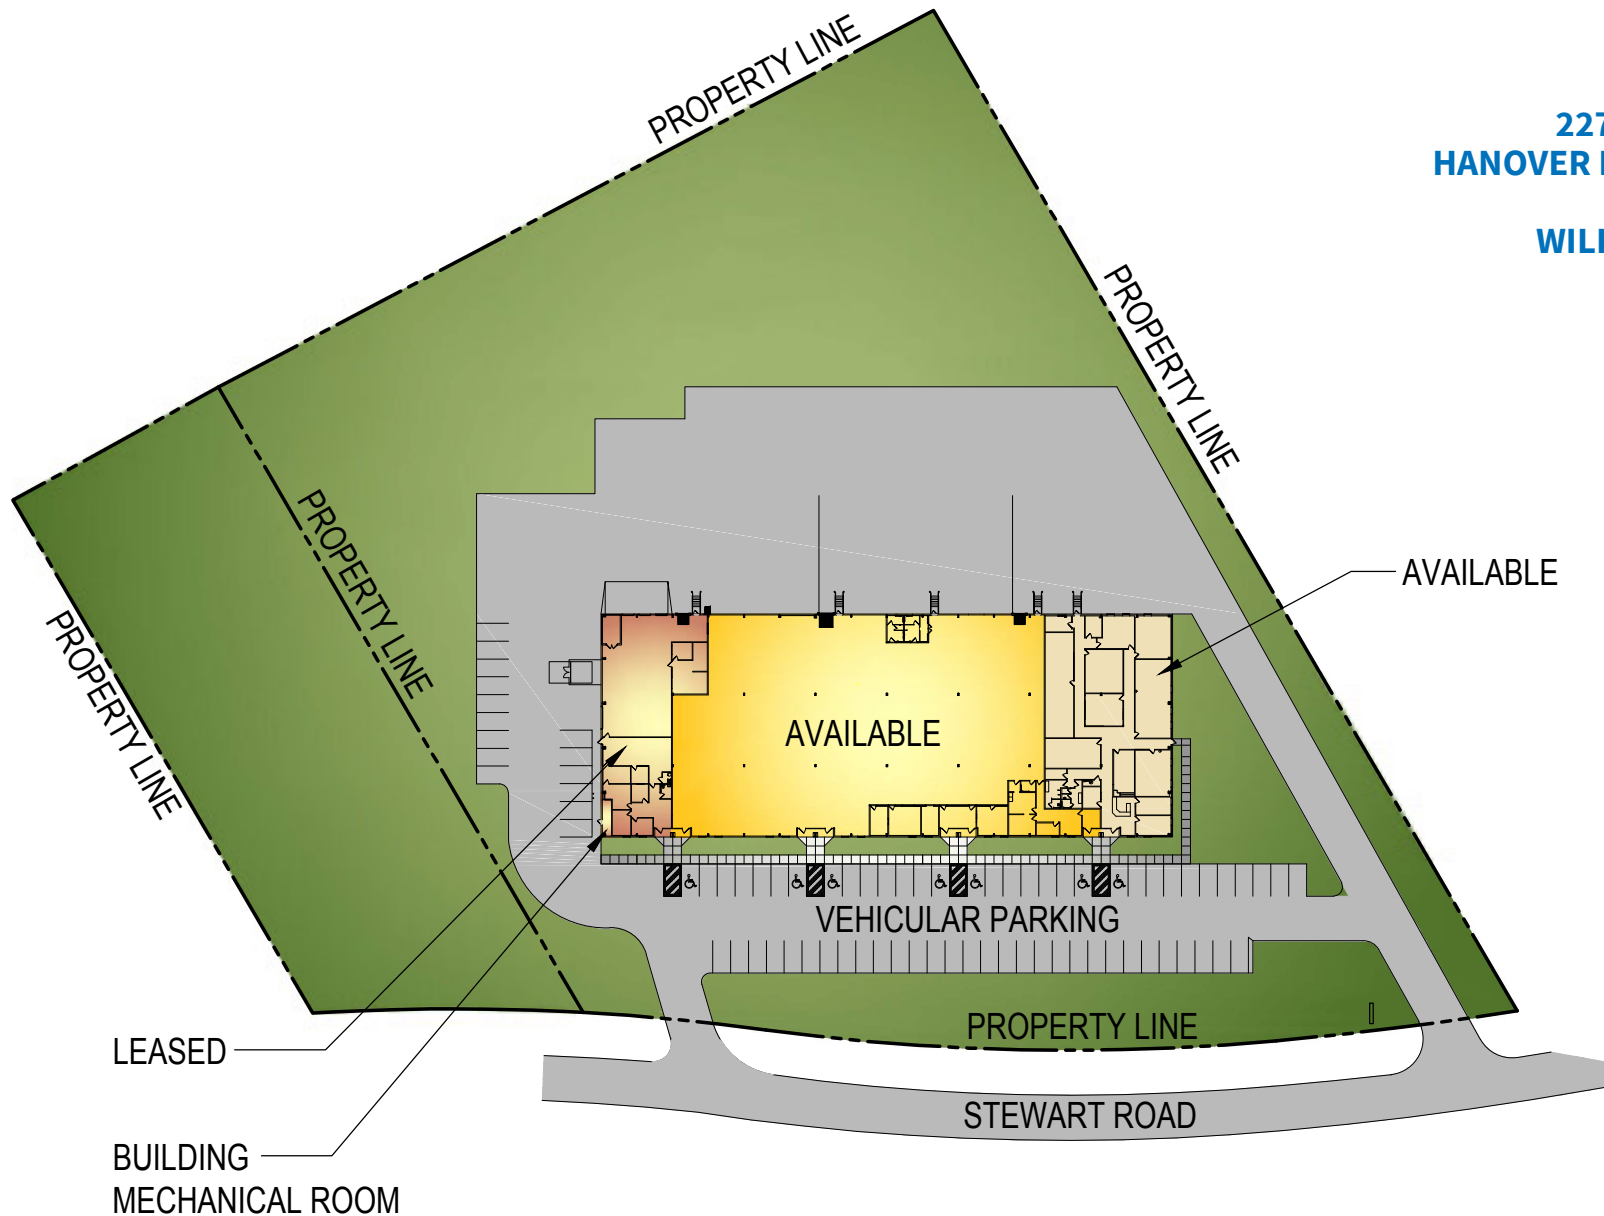 PROPERTY LINE
227
HANOVER
PROPERTY LINE
PROPERTY LINE
PROPERTY LINE
AVAILABLE
AVAILABLE
VEHICULAR PARKING
PROPERTY LINE
LEASED
STEWART ROAD
BUILDING
MECHANICAL ROOM